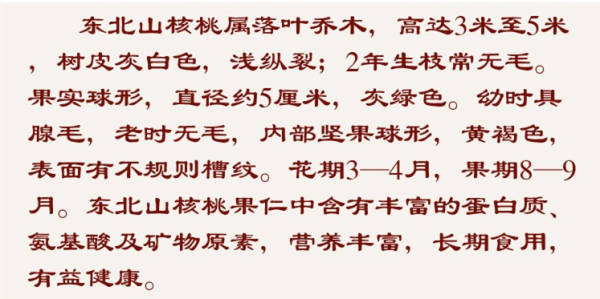 东北山核桃属落叶乔木，高达3米至5米
，树皮灰白色，浅纵裂；2年生枝常无毛。
果实球形，直径约5厘米，灰绿色。幼时具
腺毛，老时无毛，内部坚果球形，黄褐色，
表面有不规则槽纹。花期3—4月，果期8—9
月。东北山核桃果仁中含有丰富的蛋白质、
氨基酸及矿物原素，营养丰富，长期食用，
有益健康。